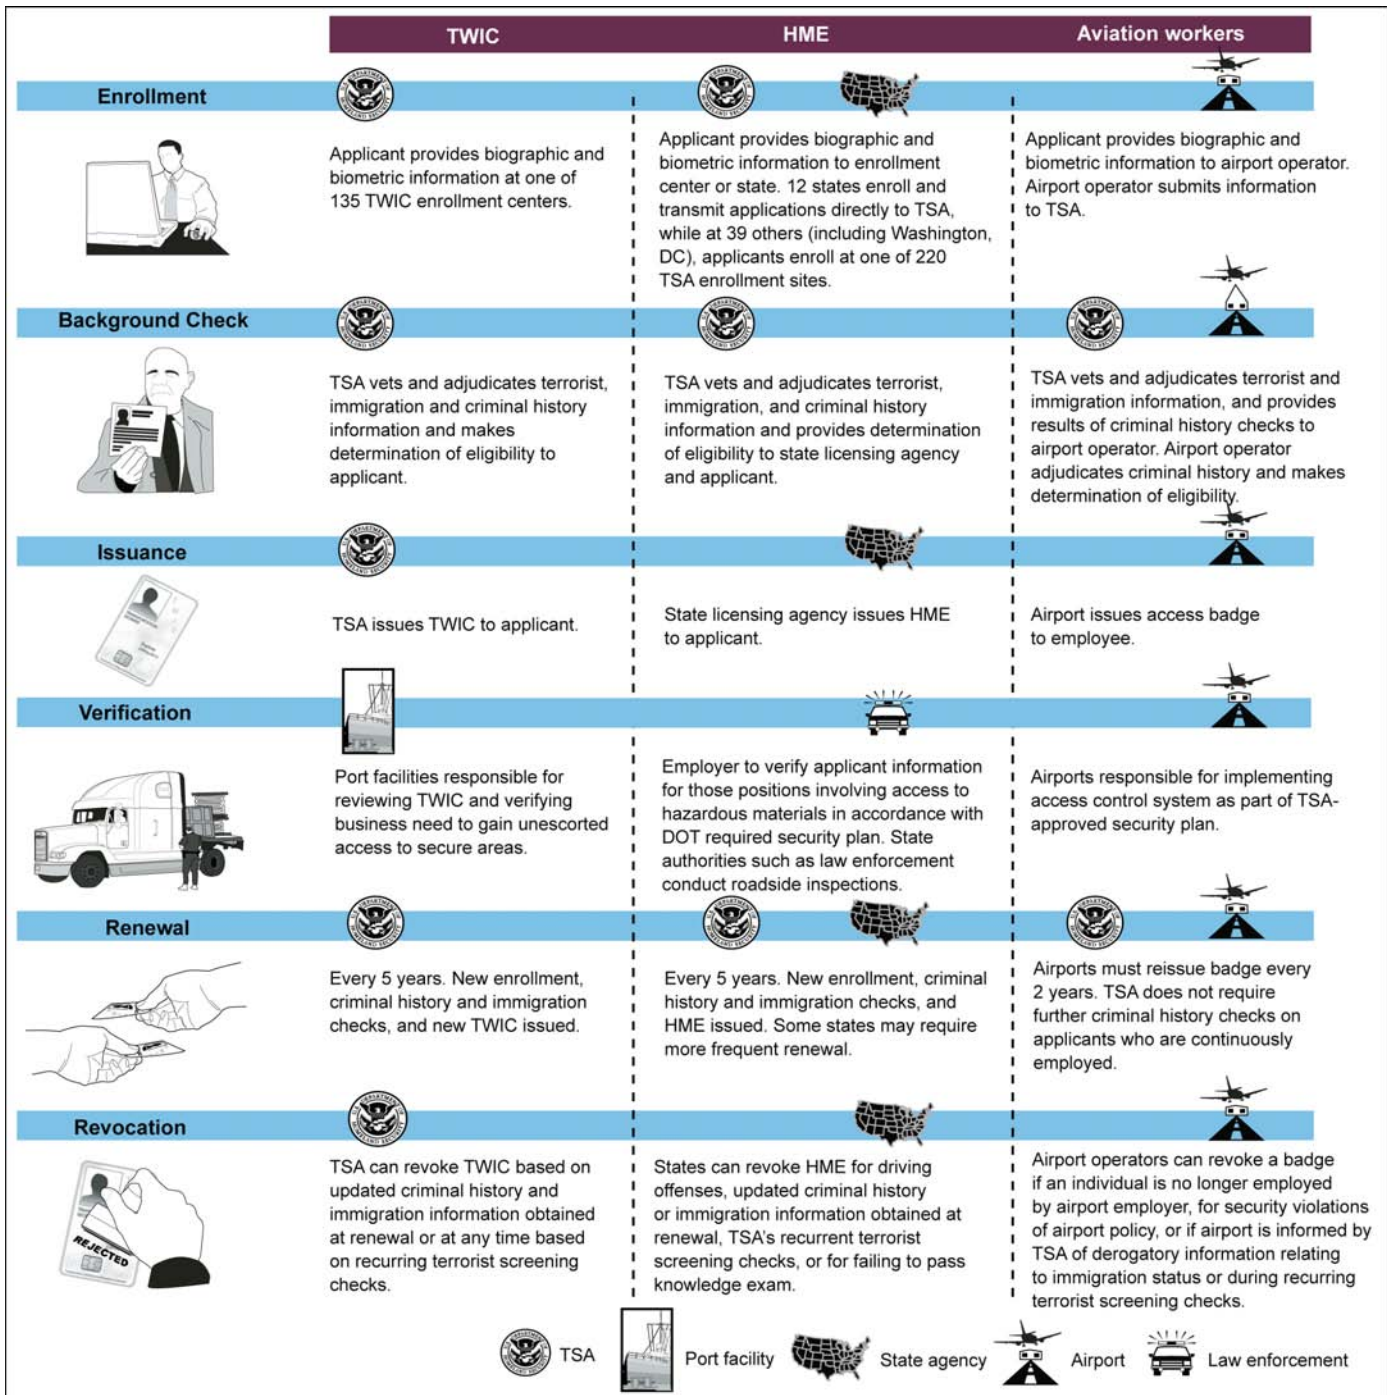 TWIC
HME
Aviation workers
Enrollment
Applicant provides biographic and
biometric information at one of
135 TWIC enrollment centers.
Applicant provides biographic and
biometric information to enrollment
center or state. 12 states enroll and
transmit applications directly to TSA,
while at 39 others (including Washington,
DC), applicants enroll at one of 220
TSA enrollment sites.
Applicant provides biographic and
biometric information to airport operator.
Airport operator submits information
to TSA.
Background Check
TSA vets and adjudicates terrorist,
immigration and criminal history
information and makes
determination of eligibility to
applicant.
TSA vets and adjudicates terrorist,
immigration, and criminal history
information and provides determination
of eligibility to state licensing agency
and applicant.
TSA vets and adjudicates terrorist and
immigration information, and provides
results of criminal history checks to
airport operator. Airport operator
adjudicates criminal history and makes
determination of eligibility.
Issuance
TSA issues TWIC to applicant.
State licensing agency issues HME
to applicant.
Airport issues access badge
to employee.
Verification
Port facilities responsible for
reviewing TWIC and verifying
business need to gain unescorted
access to secure areas.
Employer to verify applicant information
for those positions involving access to
hazardous materials in accordance with
DOT required security plan. State
authorities such as law enforcement
conduct roadside inspections.
Airports responsible for implementing
access control system as part of TSA-
approved security plan.
Renewal
Every 5 years. New enrollment,
criminal history and immigration
checks, and new TWIC issued.
Every 5 years. New enrollment, criminal
history and immigration checks, and
HME issued. Some states may require
more frequent renewal.
Airports must reissue badge every
2 years. TSA does not require
further criminal history checks on
applicants who are continuously
employed.
Revocation
REJECTED
TSA can revoke TWIC based on
updated criminal history and
immigration information obtained
at renewal or at any time based
on recurring terrorist screening
checks.
States can revoke HME for driving
offenses, updated criminal history
or immigration information obtained at
renewal, TSA's recurrent terrorist
screening checks, or for failing to pass
knowledge exam.
Airport operators can revoke a badge
if an individual is no longer employed
by airport employer, for security violations
of airport policy, or if airport is informed by
TSA of derogatory information relating
to immigration status or during recurring
terrorist screening checks.
TSA
Port facility
State agency
Airport
Law enforcement